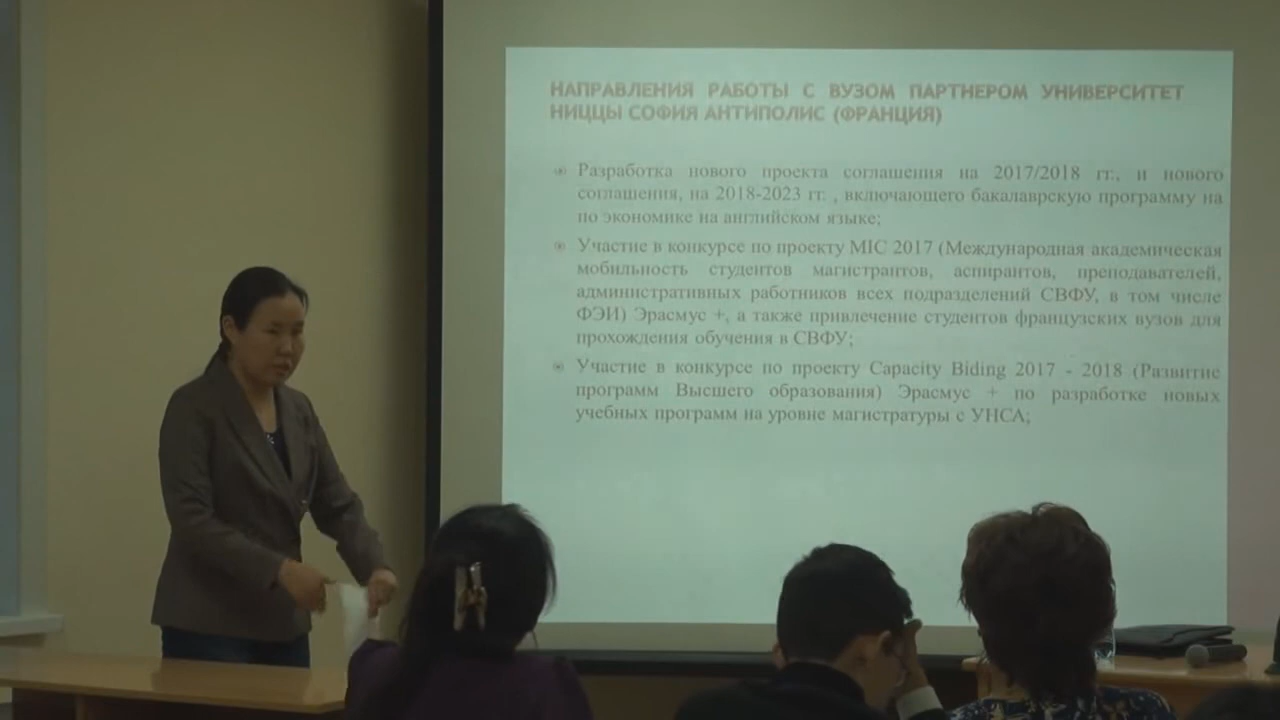 НАПРАВЛЕНИЯ РАБОТЫ С ВУЗОМ ПАРТНЕРОМ УНИВЕРСИТЕТ
НИЦЦЫ СОФИЯ АНТИПОЛИС (ФРАНЦИЯ)
Разработка нового проекта соглашения на 2017/2018 гг., и нового
соглашения, на 2018-2023 гг. , включающего бакалаврскую программу на
по экономике на английском языке;
Участие в конкурсе по проекту MIC 2017 (Международная академическая
мобильность студентов магистрантов, аспирантов, преподавателей,
административных работников всех подразделений СВФУ, в том числе
ФЭИ) Эрасмус +, а также привлечение студентов французских вузов для
прохождения обучения в СВФУ;
Участие в конкурсе по проекту Capacity Biding 2017 - 2018 (Развитие
программ Высшего образования) Эрасмус + по разработке новых
учебных программ на уровне магистратуры с УНСА;